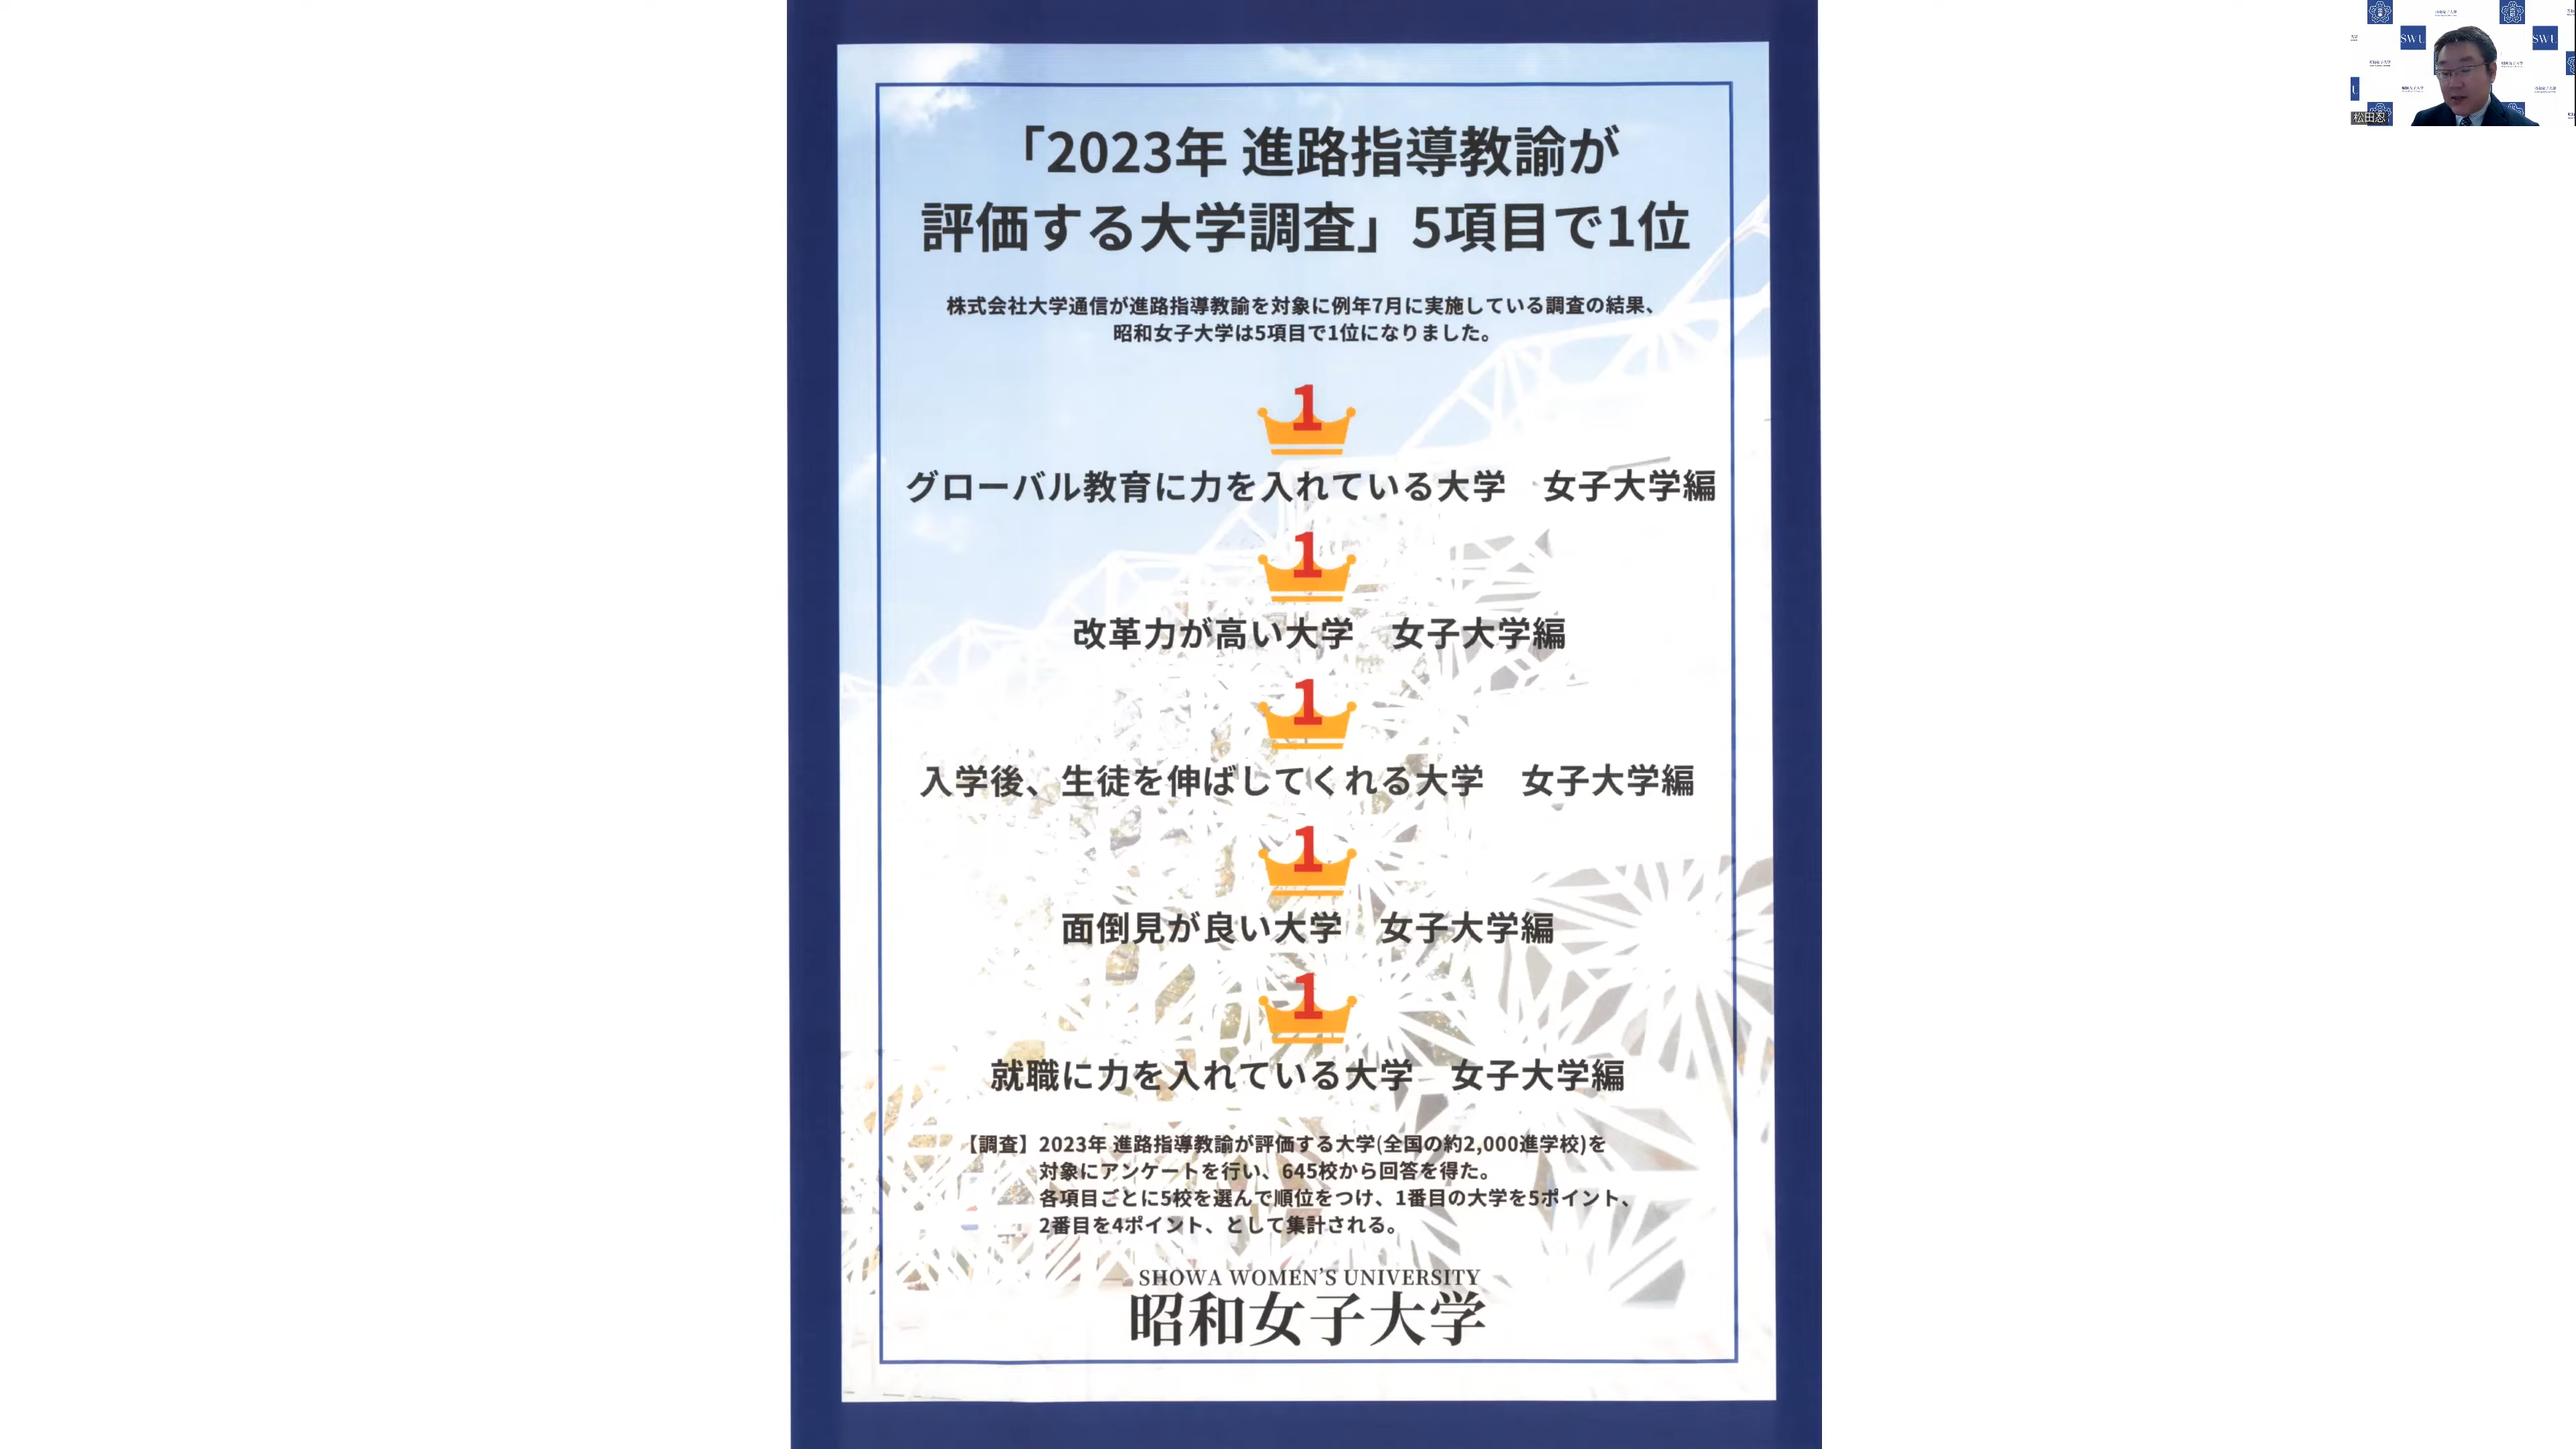 「2023年 進路指導教諭が
評価する大学調査」5項目で1位
株式会社大学通信が進路指導教諭を対象に例年7月に実施している調査の結果、
昭和女子大学は5項目で1位になりました。
1
グローバル教育に力を入れている大学　女子大学編
1
改革力が高い大学　女子大学編
1
入学後、生徒を伸ばしてくれる大学　女子大学編
1
面倒見が良い大学　女子大学編
1
就職に力を入れている大学　女子大学編
【調査】2023年 進路指導教諭が評価する大学(全国の約2,000進学校)を
対象にアンケートを行い、645校から回答を得た。
各項目ごとに5校を選んで順位をつけ、1番目の大学を5ポイント、
2番目を4ポイント、として集計される。
SHOWA WOMEN'S UNIVERSITY
昭和女子大学
SWU
SWU
U
松田忍